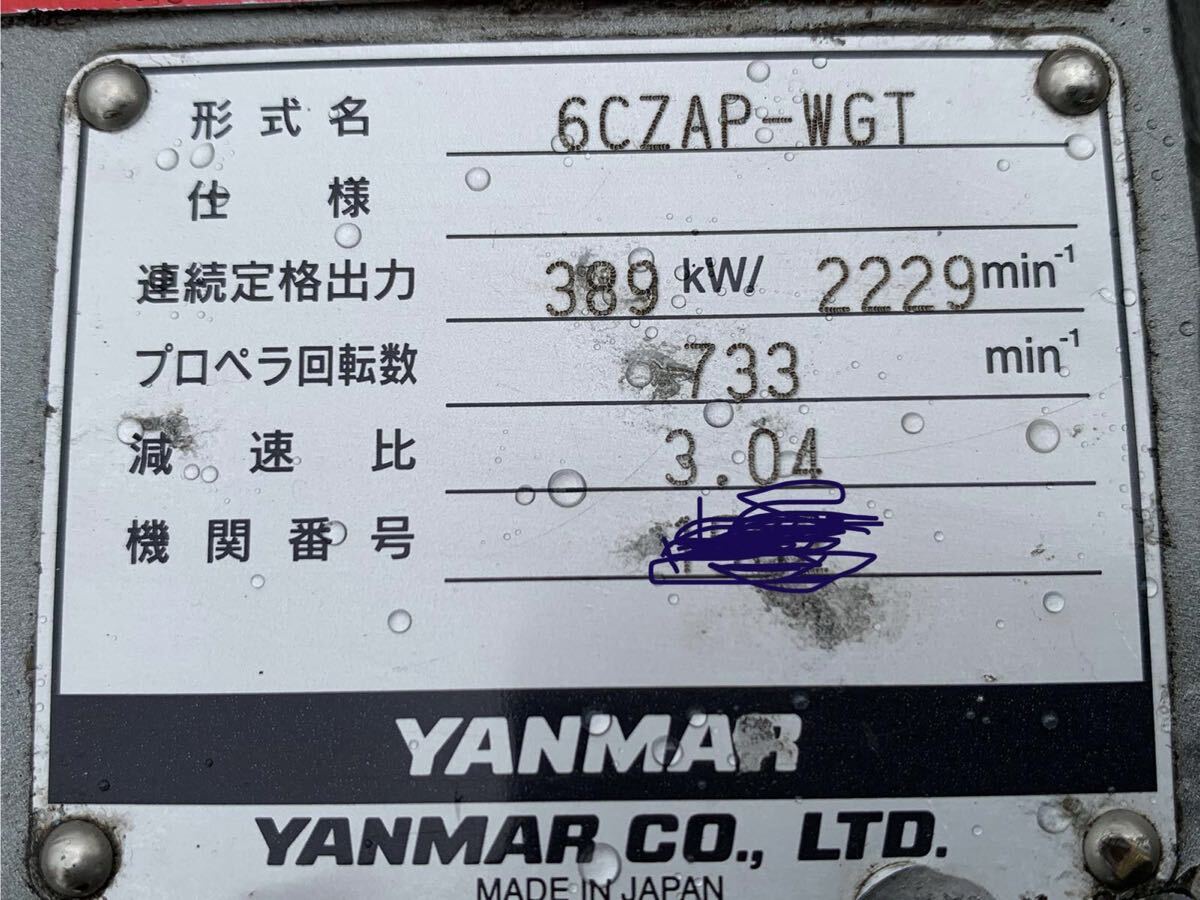 形式名 6CZAP-WGT
仕様
連続定格出力 389 kW/ 2229 min⁻¹
プロペラ回転数 733 min⁻¹
減速比 3.04
機関番号
YANMAR
YANMAR CO., LTD.
MADE IN JAPAN